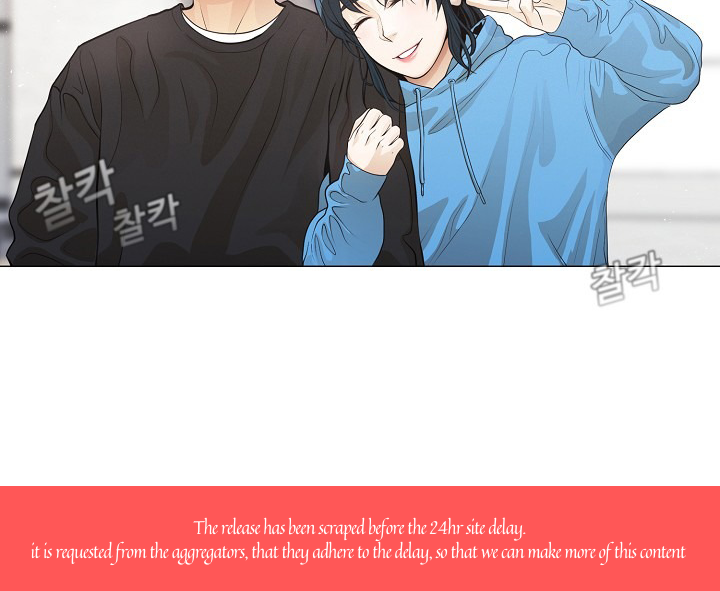 찰칵
찰칵
찰칵
The release has been scraped before the 24hr site delay.
it is requested from the aggregators, that they adhere to the delay, so that we can make more of this content